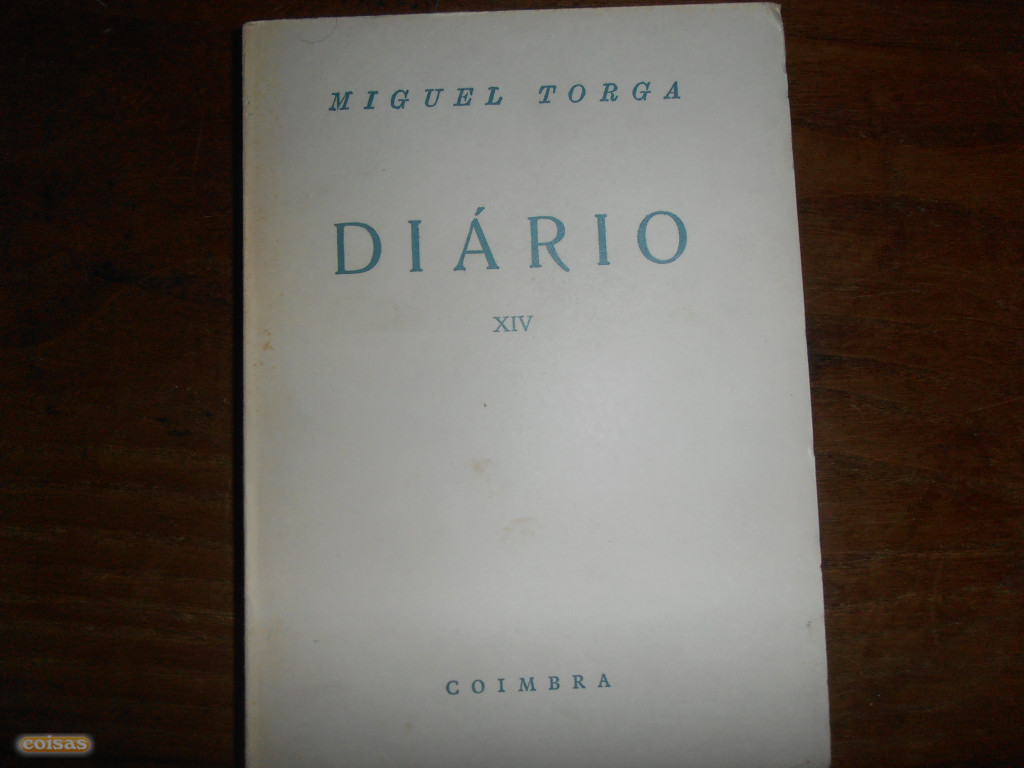 MIGUEL TORGA
DIÁRIO
XIV
COIMBRA
coisas